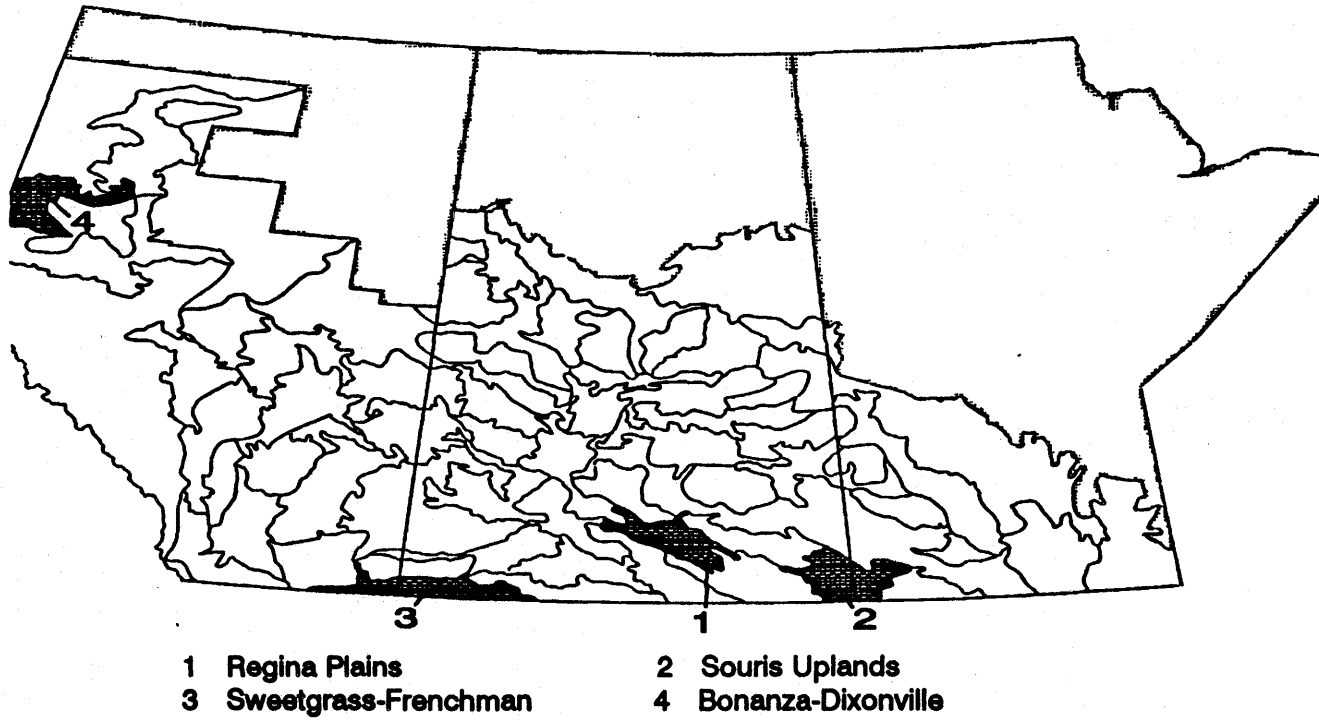 4
3 1 2
1 Regina Plains 2 Souris Uplands
3 Sweetgrass-Frenchman 4 Bonanza-Dixonville